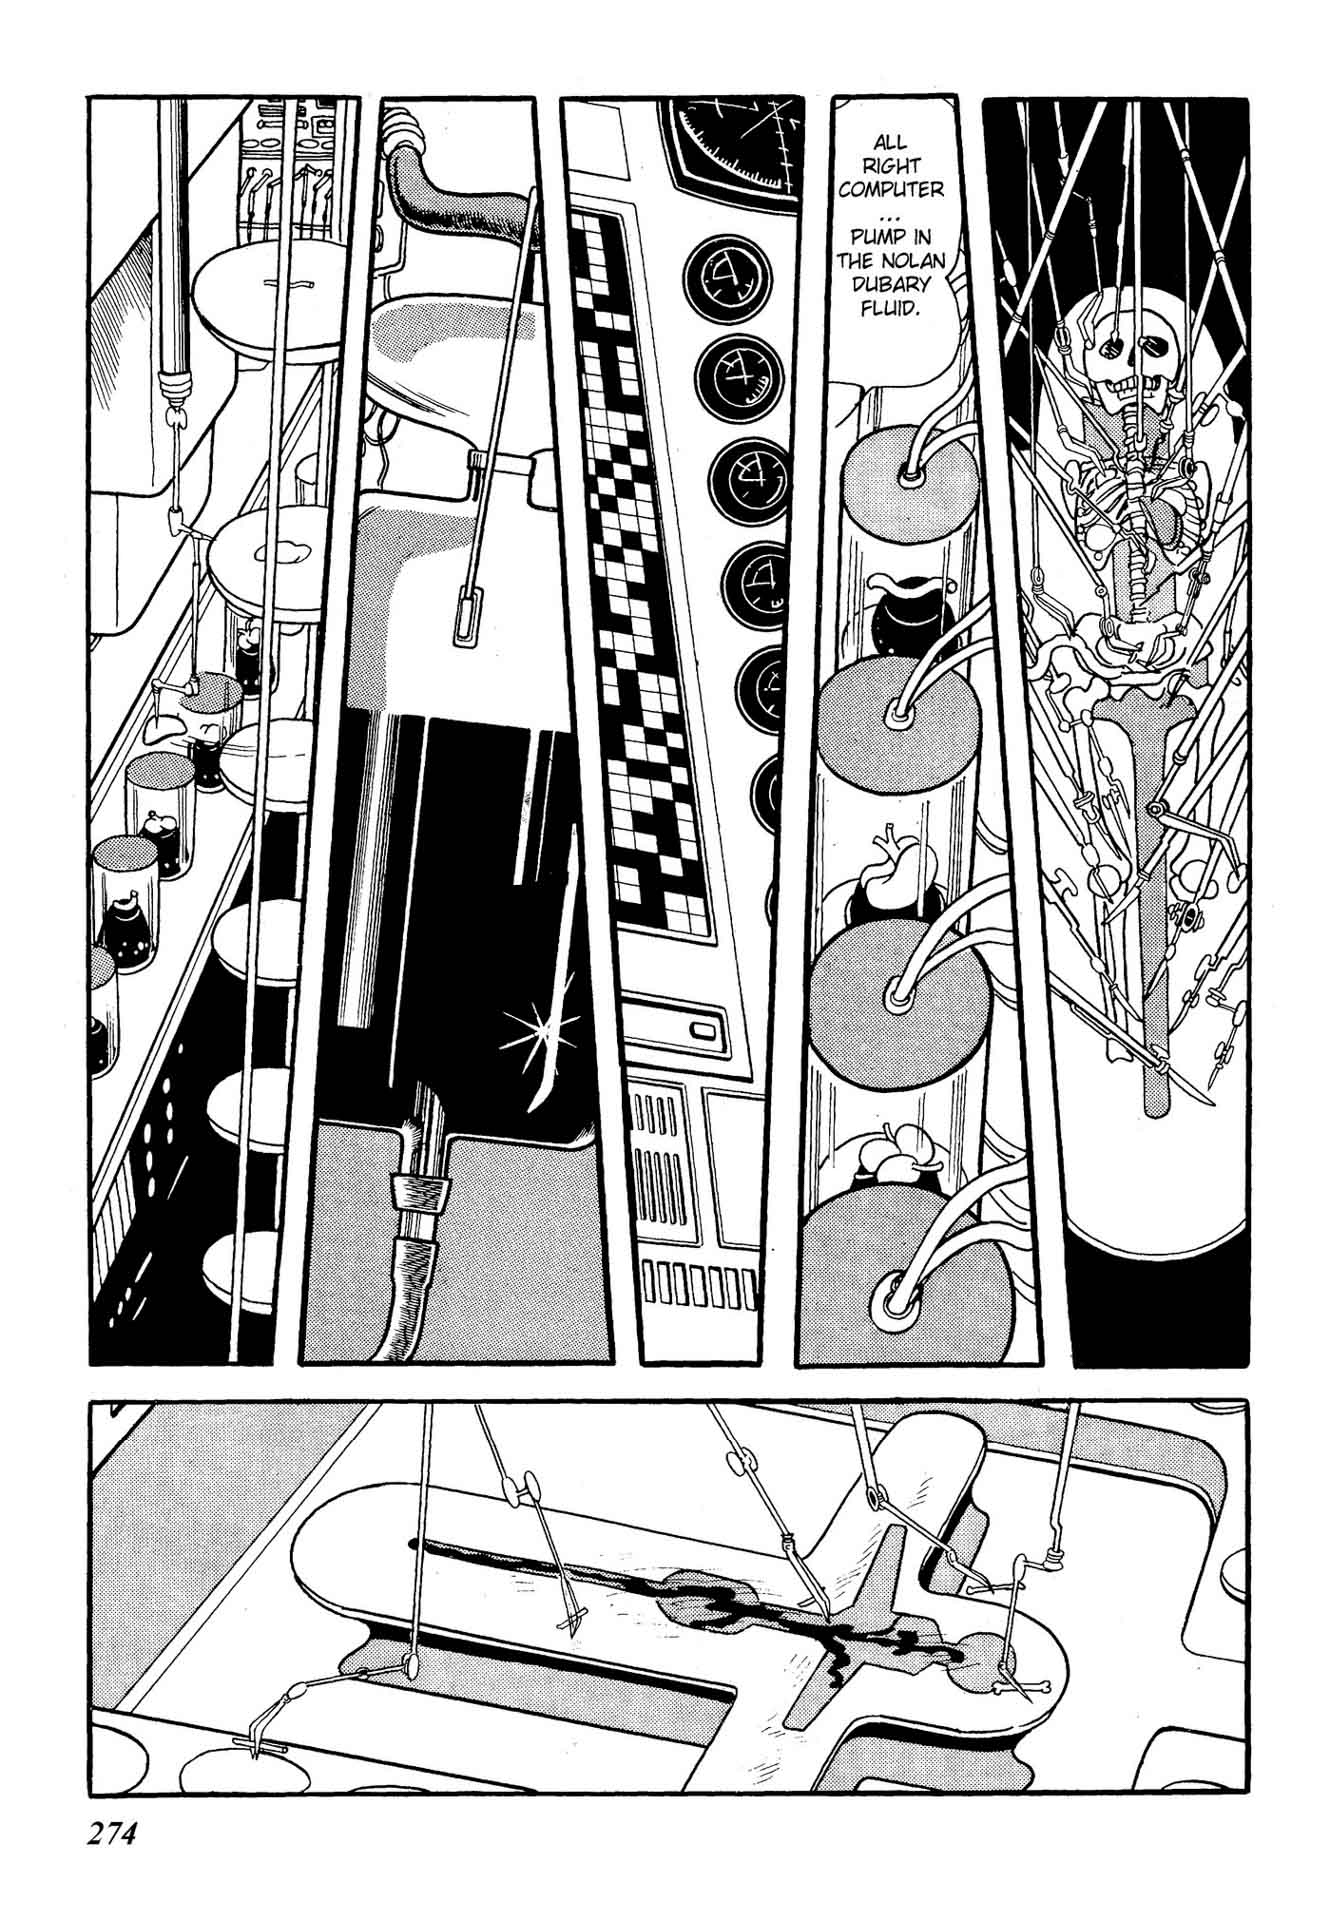 ALL
RIGHT
COMPUTER
...
PUMP IN
THE NOLAN
DUBARY
FLUID.
274